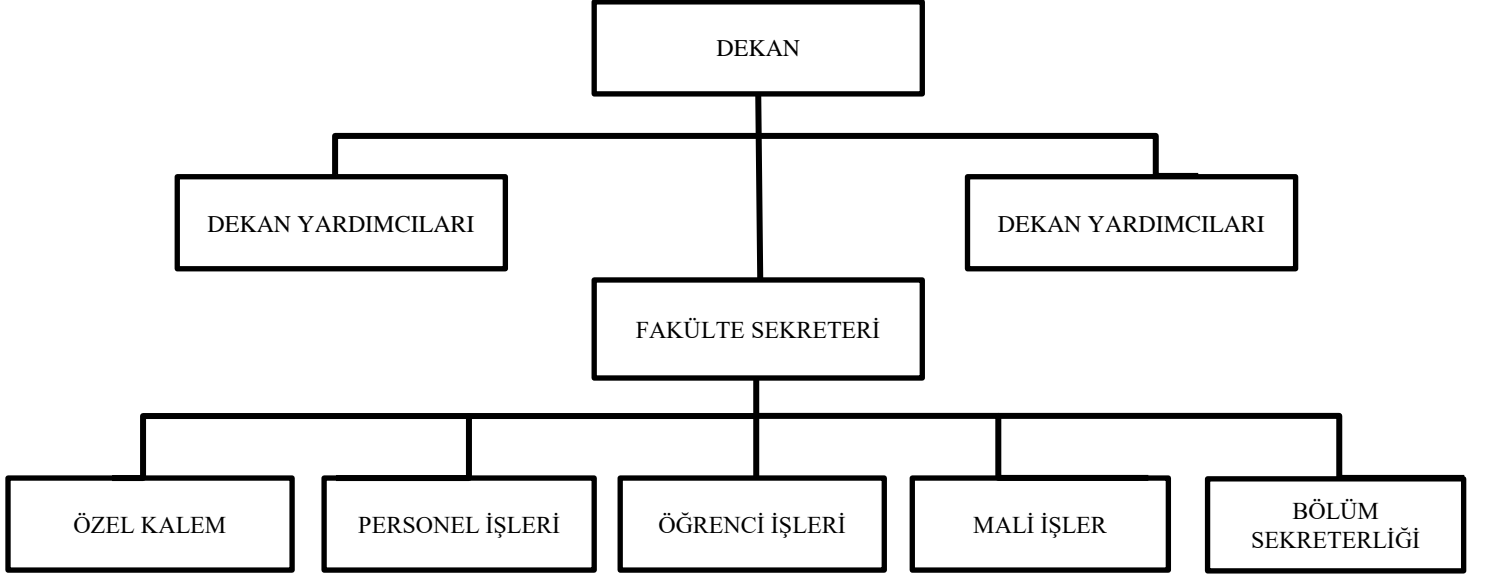 DEKAN
DEKAN YARDIMCILARI
DEKAN YARDIMCILARI
FAKÜLTE SEKRETERİ
ÖZEL KALEM
PERSONEL İŞLERİ
ÖĞRENCİ İŞLERİ
MALİ İŞLER
BÖLÜM
SEKRETERLİĞİ